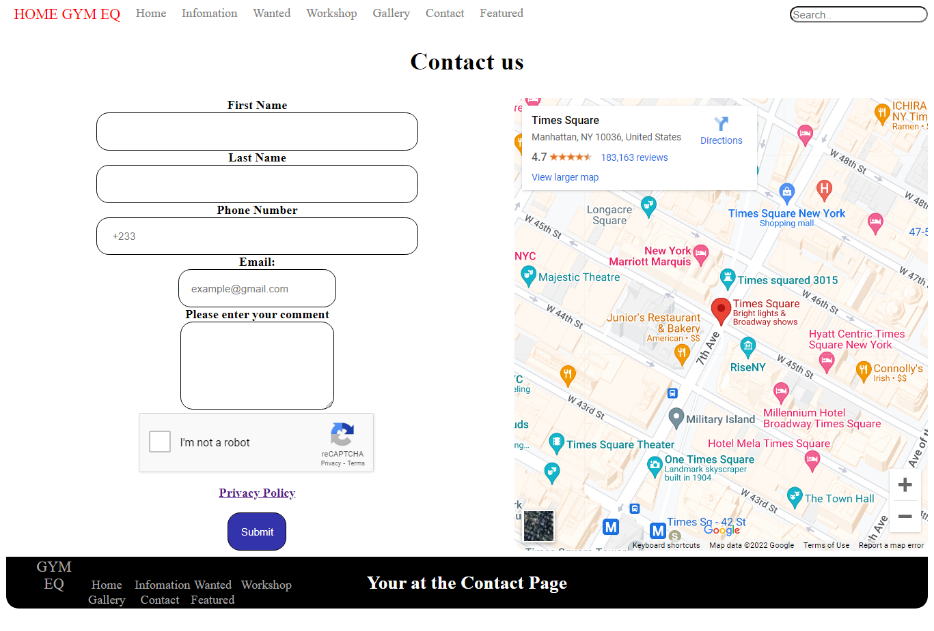 HOME GYM EQ Home Infomation Wanted Workshop Gallery Contact Featured Search...
Contact us
First Name
Last Name
Phone Number
+233
Email:
example@gmail.com
Please enter your comment
I'm not a robot
reCAPTCHA
Privacy - Terms
Privacy Policy
Submit
Times Square
Manhattan, NY 10036, United States
4.7 183,163 reviews
View larger map
Directions
ICHIRA
NY Tim
Ramen
W 48th St
W 48th St
H
Longacre
Square
Times Square New York
Shopping mall
47-5
W 45th St
NYC
New York
Marriott Marquis
W 47th St
Majestic Theatre
Times squared 3015
W 46th St
Times Square
Bright lights &
Broadway shows
W 44th St
Junior's Restaurant
& Bakery
American • $$
7th Ave
Hyatt Centric Times
Square New York
RiseNY
W 45th St
Connolly's
Irish • $$
W 43rd St
Millennium Hotel
Broadway Times Square
Military Island
Times Square Theater
Hotel Mela Times Square
One Times Square
Landmark skyscraper
built in 1904
W 43rd St
The Town Hall
Ave of t
M
M
S
Times Sq - 42 St
Google
Keyboard shortcuts Map data ©2022 Google Terms of Use Report a map error
GYM
EQ
Home Infomation Wanted Workshop
Gallery Contact Featured
Your at the Contact Page